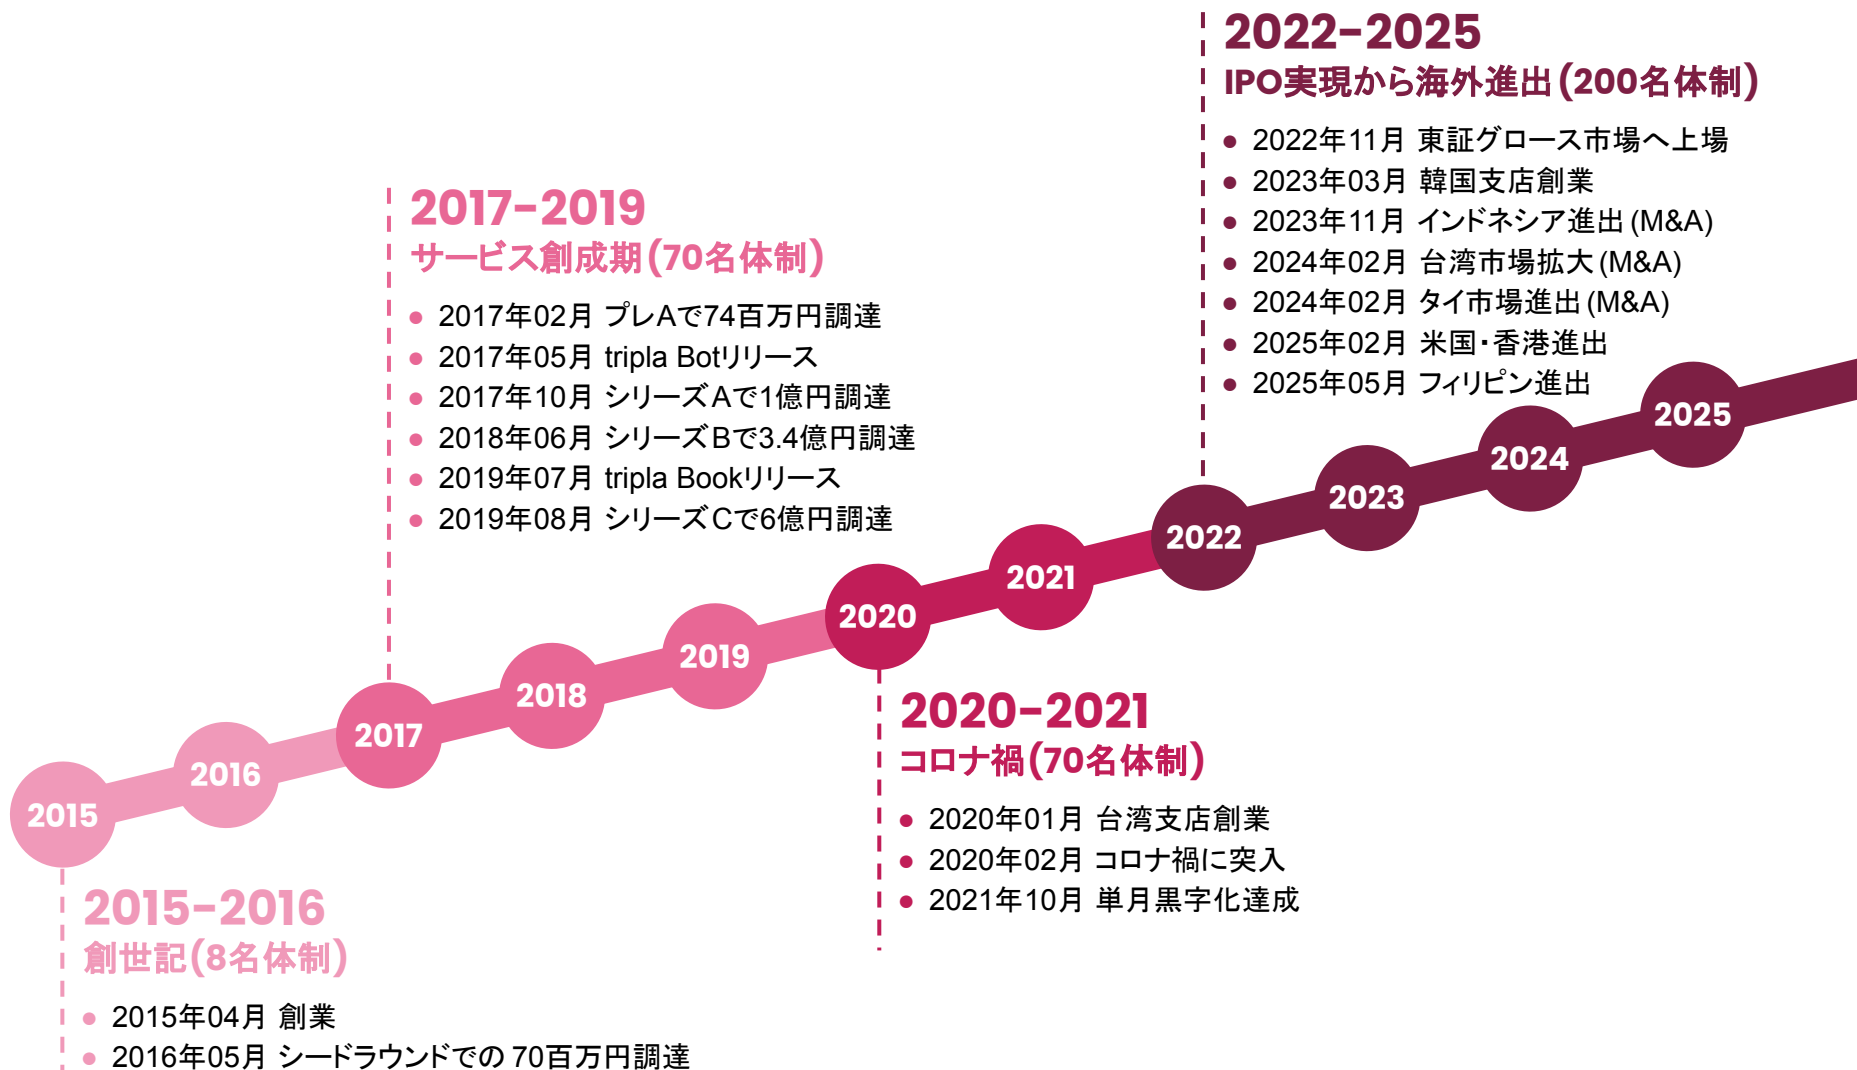 2022-2025
IPO実現から海外進出(200名体制)
2022年11月 東証グロース市場へ上場
2023年03月 韓国支店創業
2023年11月 インドネシア進出(M&A)
2024年02月 台湾市場拡大(M&A)
2024年02月 タイ市場進出(M&A)
2025年02月 米国・香港進出
2025年05月 フィリピン進出
2017-2019
サービス創成期(70名体制)
2017年02月 プレAで74百万円調達
2017年05月 tripla Botリリース
2017年10月 シリーズAで1億円調達
2018年06月 シリーズBで3.4億円調達
2019年07月 tripla Bookリリース
2019年08月 シリーズCで6億円調達
2015
2016
2017
2018
2019
2020
2021
2022
2023
2024
2025
2020-2021
コロナ禍(70名体制)
2020年01月 台湾支店創業
2020年02月 コロナ禍に突入
2021年10月 単月黒字化達成
2015-2016
創世記(8名体制)
2015年04月 創業
2016年05月 シードラウンドでの70百万円調達